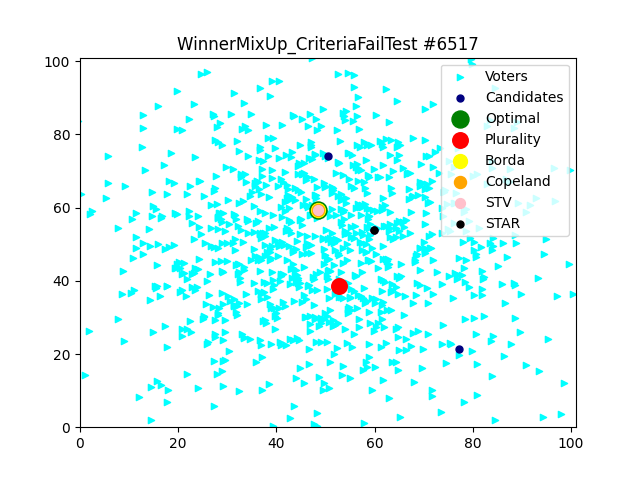 WinnerMixUp_CriteriaFailTest #6517
100
80
60
40
20
0
0 20 40 60 80 100
Voters
Candidates
Optimal
Plurality
Borda
Copeland
STV
STAR